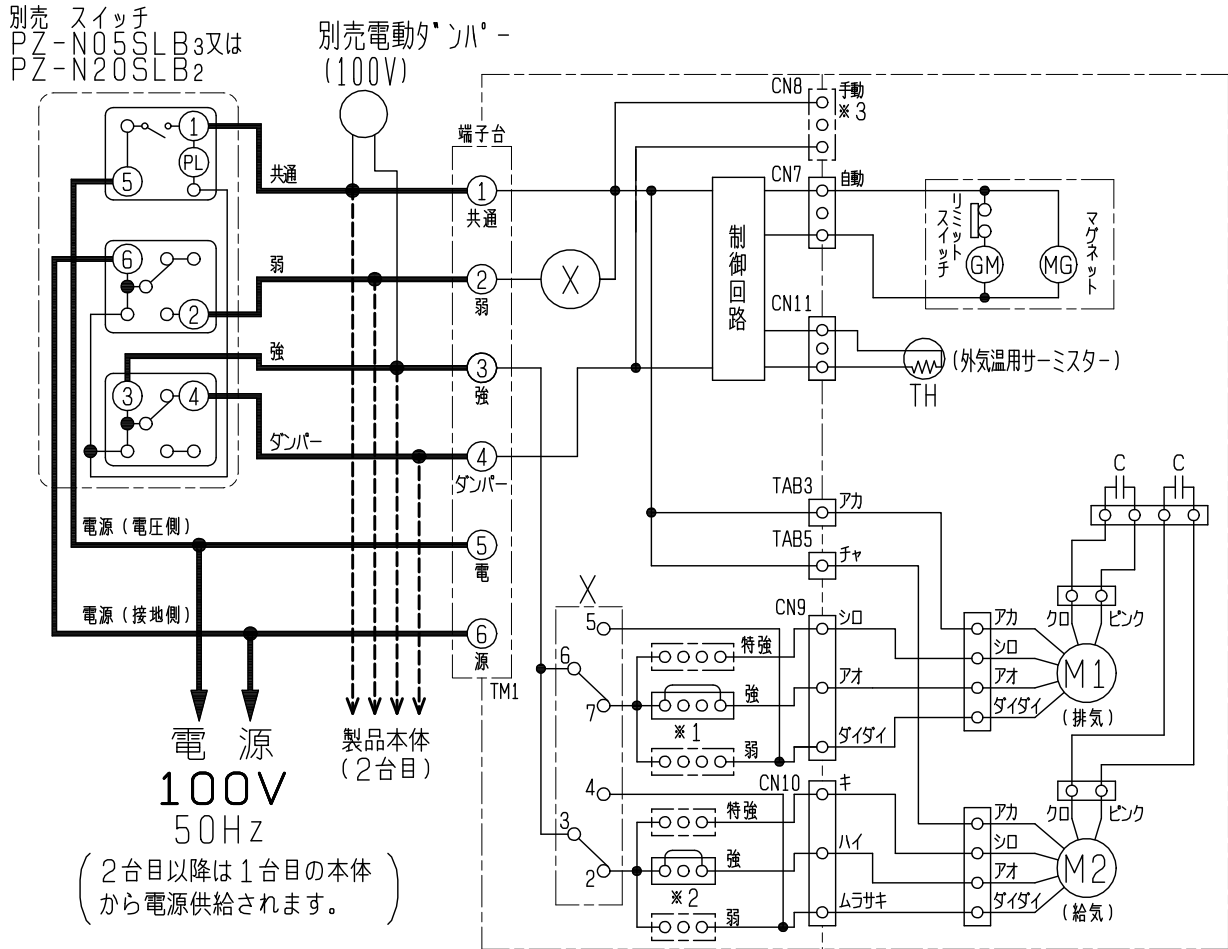 別売 スイッチ
PZ-N05SLB3又は
PZ-N20SLB2
別売電動ダンパー
(100V)
1
PL
5
6
2
3
4
共通
弱
強
ダンパー
電源(電圧側)
電源(接地側)
電 源
100V
50Hz
(2台目以降は1台目の本体
から電源供給されます。)
製品本体
(2台目)
端子台
1
共通
2
弱
3
強
4
ダンパー
5
電
6
源
TM1
X
制御回路
CN8
手動
※3
CN7
自動
CN11
リミット
スイッチ
GM
MG
マグネット
TH
(外気温用サーミスター)
TAB3
アカ
TAB5
チャ
X
5
6
7
4
3
2
特強
強
※1
弱
特強
強
※2
弱
CN9
シロ
アオ
ダイダイ
CN10
キ
ハイ
ムラサキ
C
C
クロ
ピンク
アカ
シロ
アオ
ダイダイ
M1
(排気)
クロ
ピンク
アカ
シロ
アオ
ダイダイ
M2
(給気)